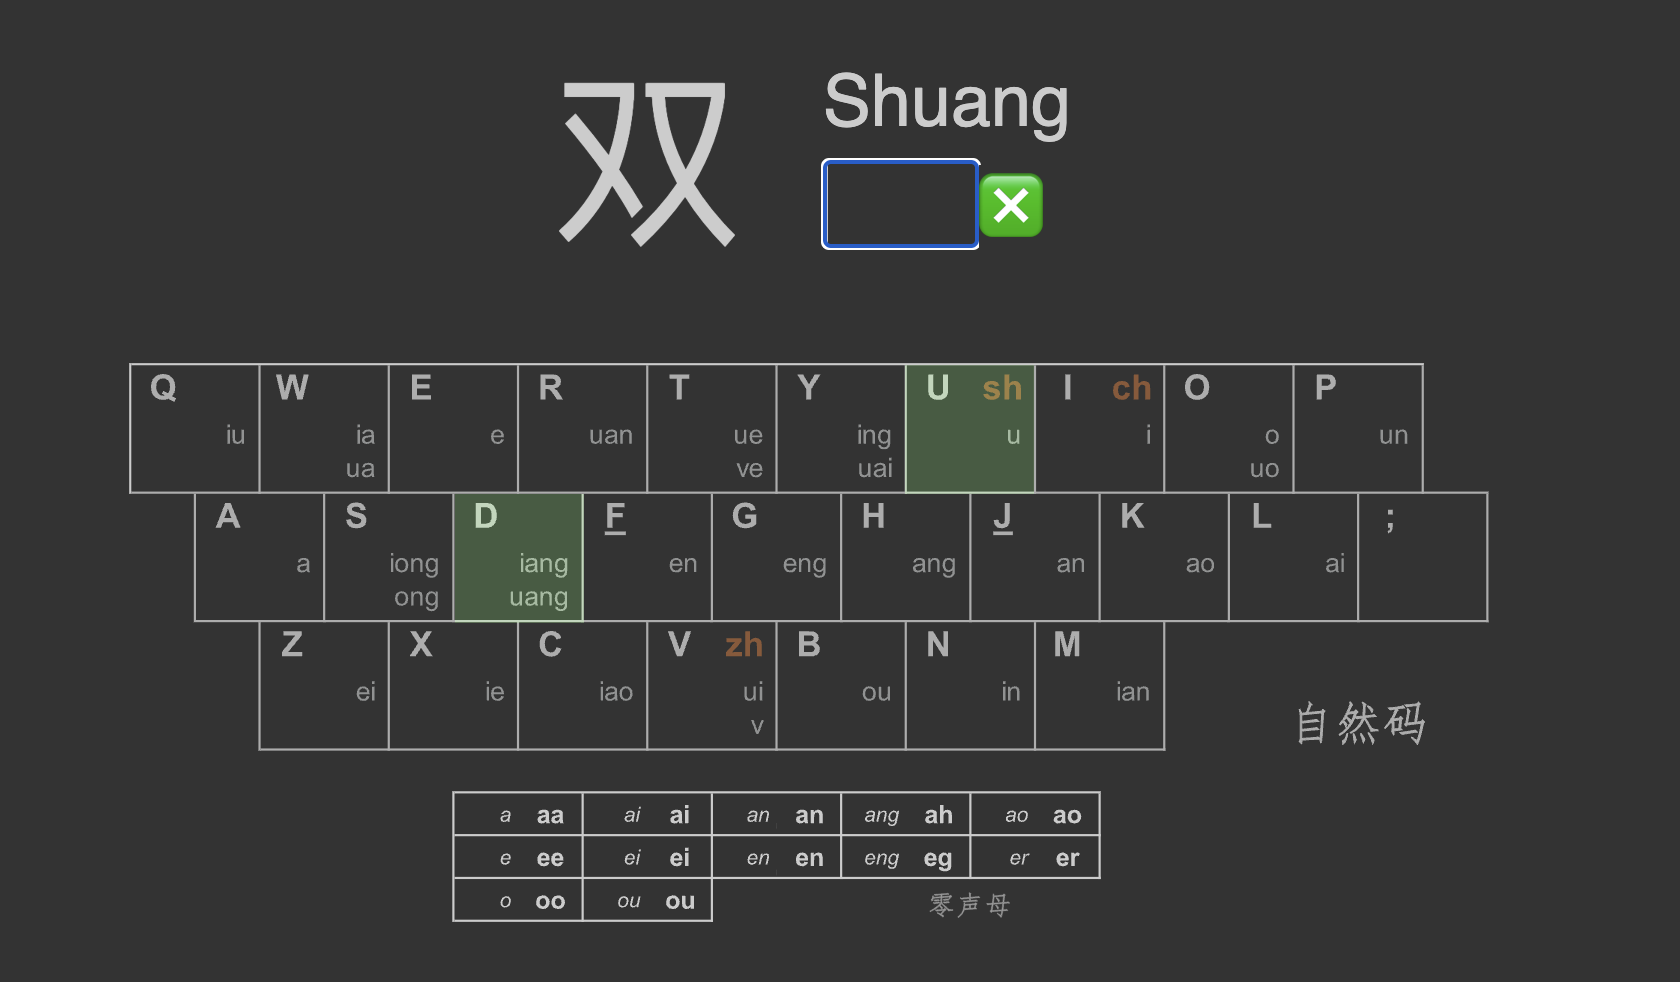 双 Shuang
Q W E R T Y U sh I ch O P
iu ia e uan ue ing u i o un
ua ve uai uo
A S D F G H J K L ;
a iong iang en eng ang an ao ai
ong uang
Z X C V zh B N M
ei ie iao ui ou in ian
v
自然码
a aa ai ai an an ang ah ao ao
e ee ei ei en en eng eg er er
o oo ou ou
零声母